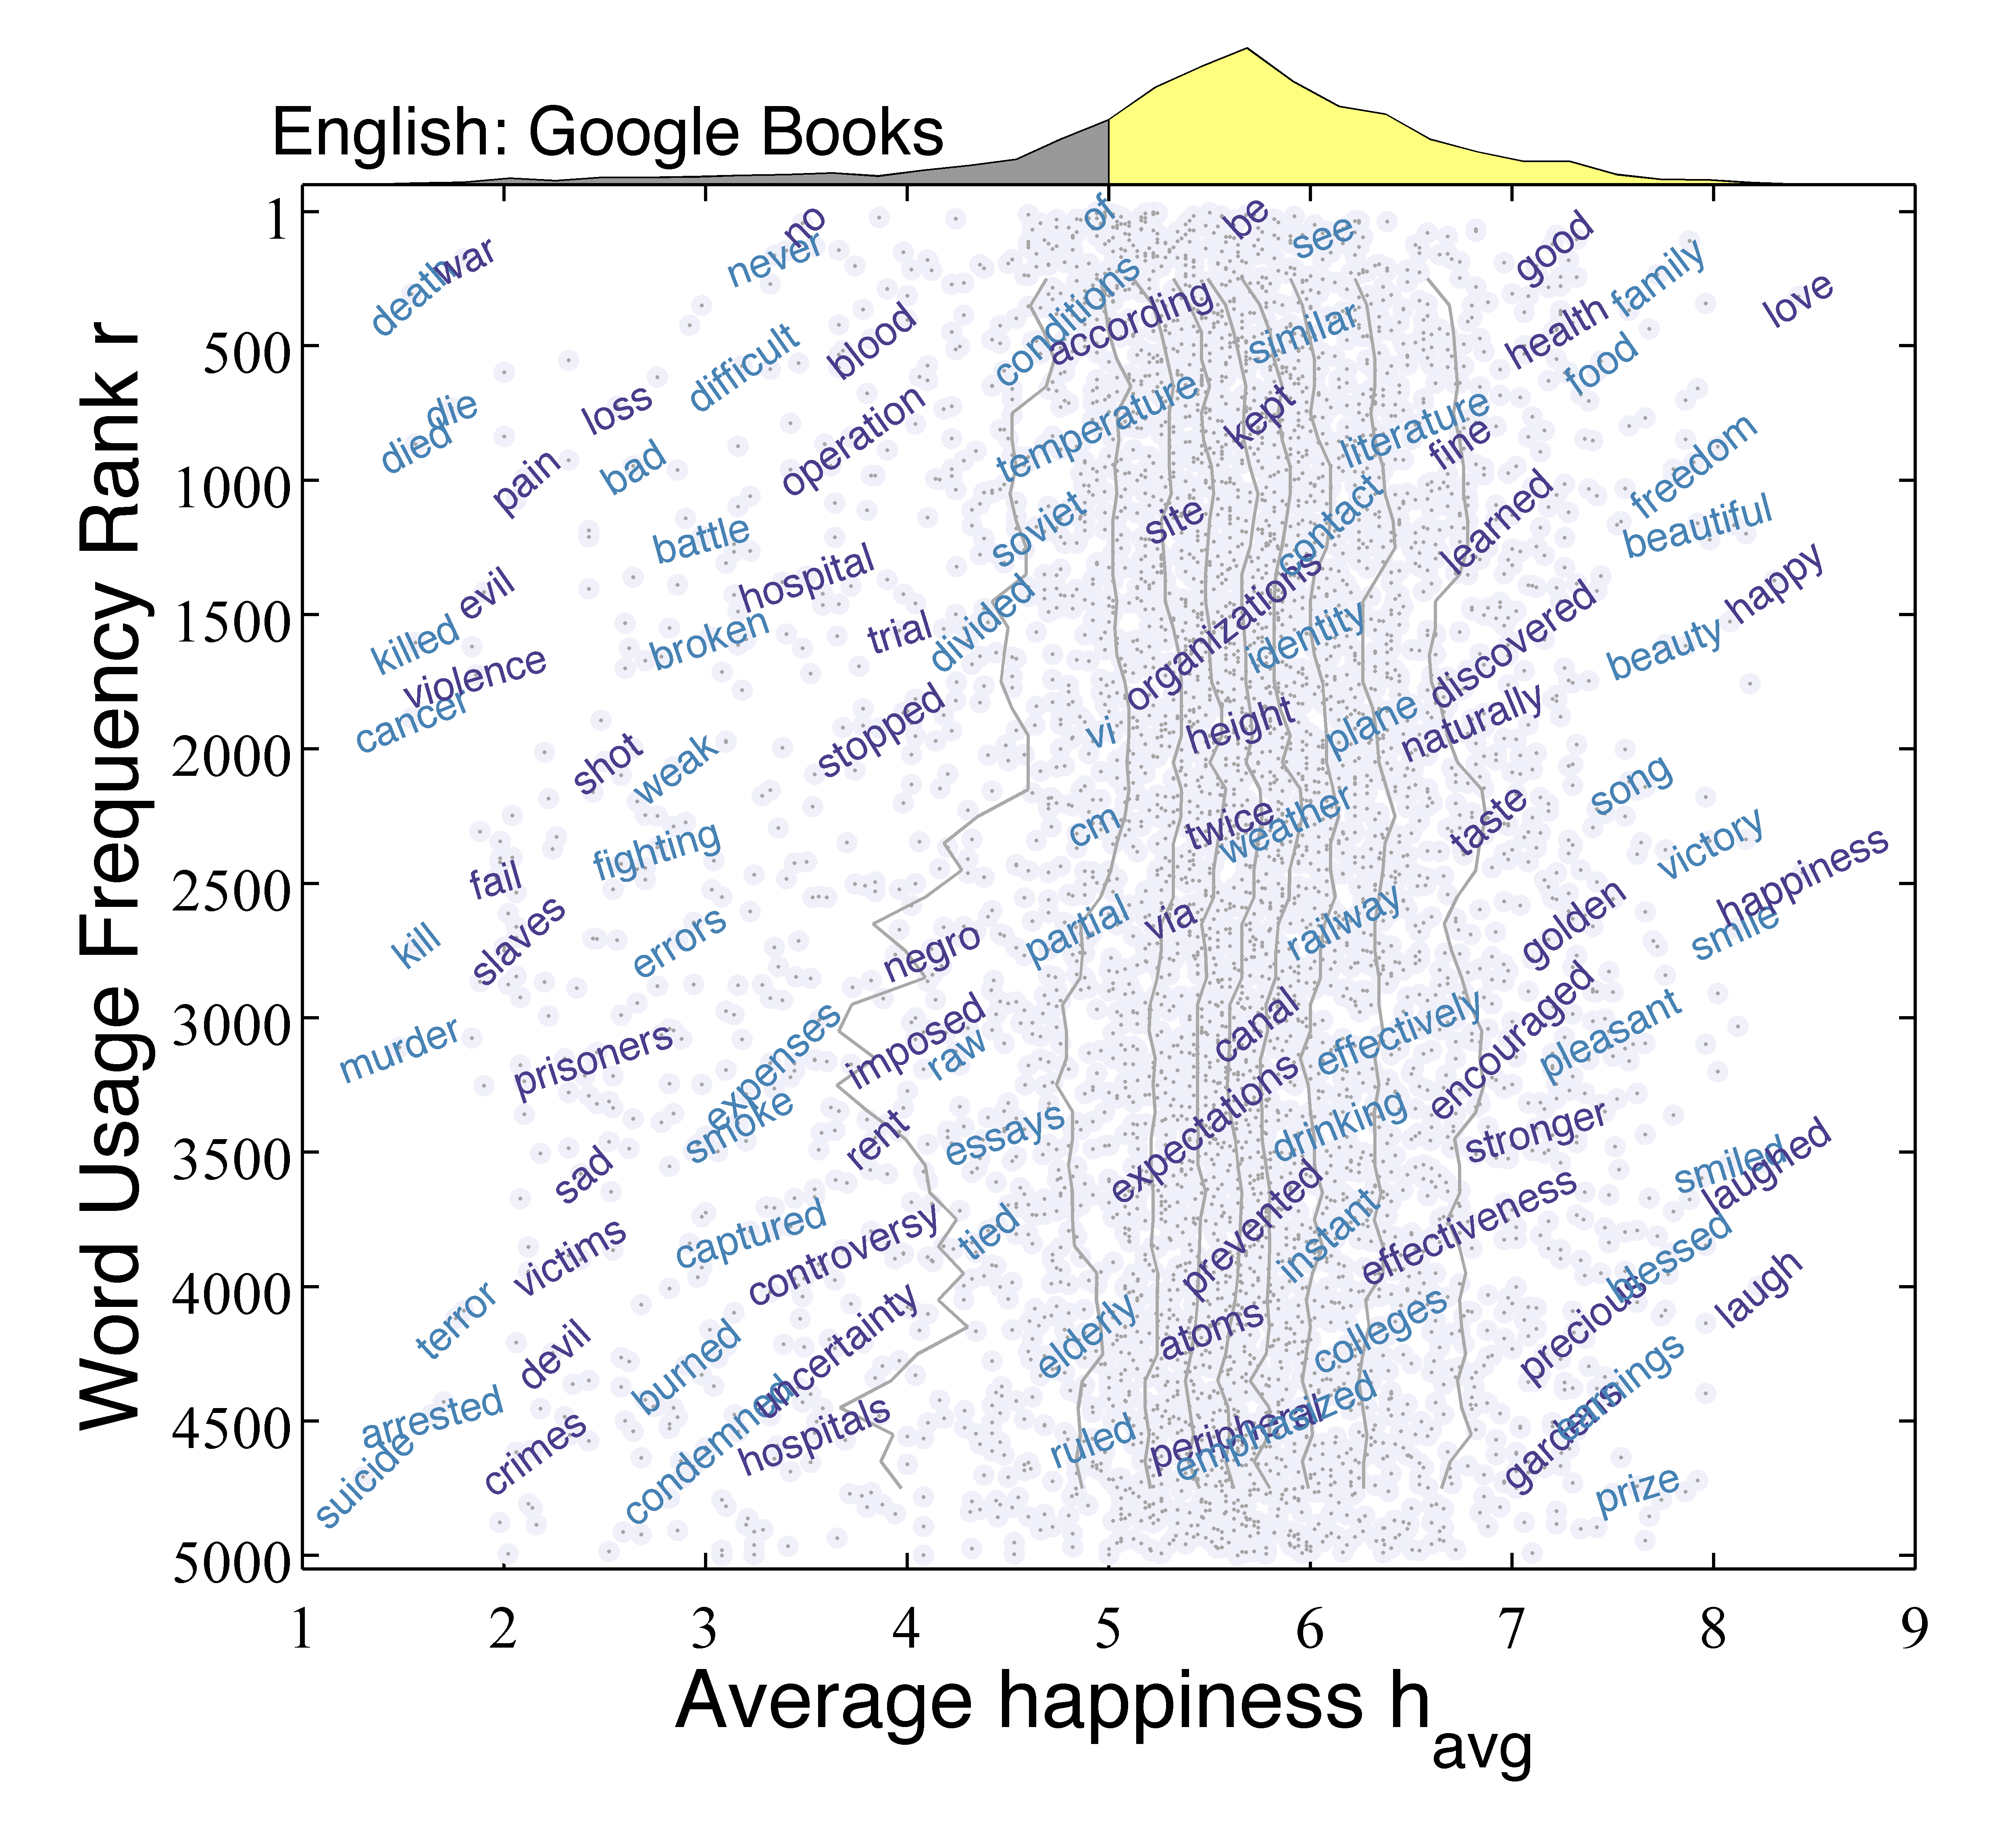 English: Google Books
Word Usage Frequency Rank r
1
500
1000
1500
2000
2500
3000
3500
4000
4500
5000
no
of
be
see
good
death
war
never
family
love
conditions
according
similar
health
blood
difficult
food
die
died
loss
operation
temperature
kept
literature
fine
freedom
pain
bad
soviet
site
contact
learned
beautiful
battle
hospital
happy
evil
killed
broken
trial
divided
organizations
identity
discovered
beauty
violence
cancer
stopped
vi
height
plane
naturally
shot
weak
song
cm
twice
weather
taste
victory
fail
fighting
happiness
kill
slaves
errors
negro
partial
via
railway
golden
smile
murder
prisoners
expenses
smoke
imposed
raw
canal
effectively
encouraged
pleasant
sad
rent
essays
expectations
drinking
stronger
smiled
laughed
victims
captured
controversy
tied
prevented
instant
effectiveness
blessed
terror
devil
burned
uncertainty
elderly
atoms
colleges
precious
laugh
arrested
suicide
crimes
condemned
hospitals
ruled
peripheral
emphasized
gardens
earnings
prize
1 2 3 4 5 6 7 8 9
Average happiness h avg